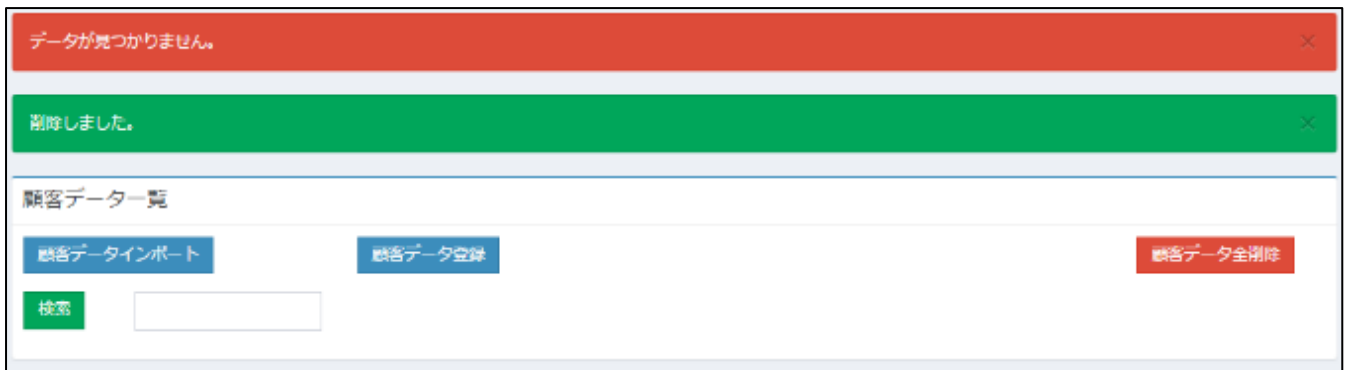 データが見つかりません。
×
削除しました。
×
顧客データ一覧
顧客データインポート 顧客データ登録 顧客データ全削除
検索